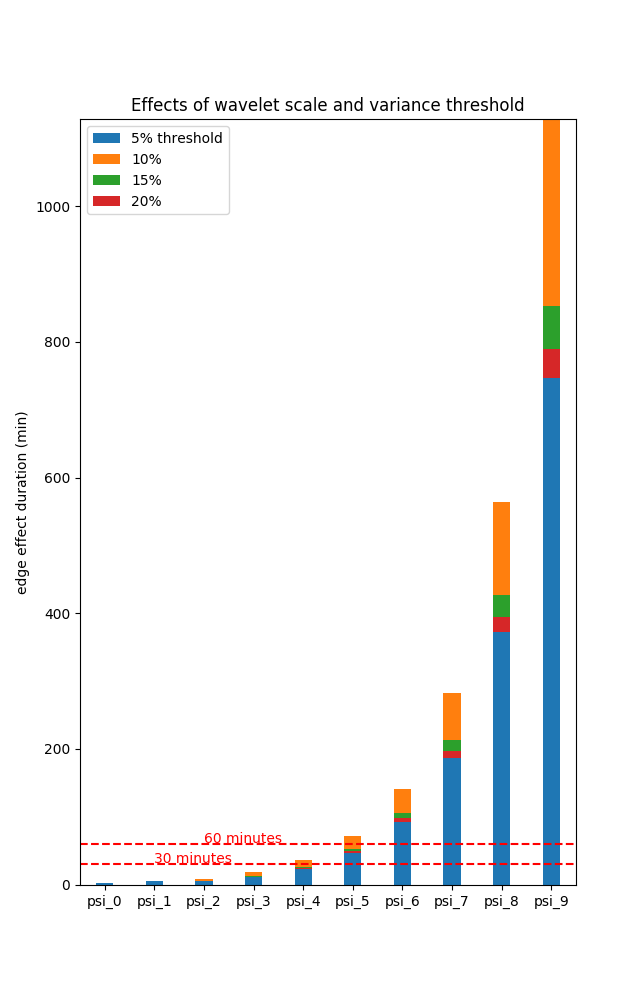 Effects of wavelet scale and variance threshold
5% threshold
10%
15%
20%
edge effect duration (min)
1000
800
600
400
200
0
60 minutes
30 minutes
psi_0 psi_1 psi_2 psi_3 psi_4 psi_5 psi_6 psi_7 psi_8 psi_9